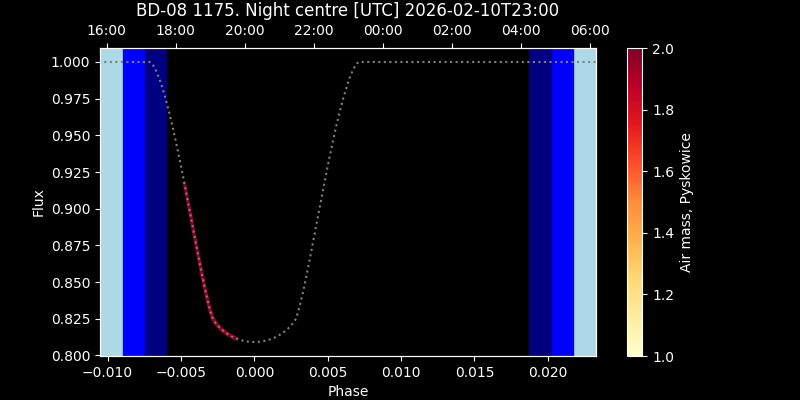 BD-08 1175. Night centre [UTC] 2026-02-10T23:00
16:00 18:00 20:00 22:00 00:00 02:00 04:00 06:00
1.000
0.975
0.950
0.925
0.900
0.875
0.850
0.825
0.800
Flux
−0.010 −0.005 0.000 0.005 0.010 0.015 0.020
Phase
2.0
1.8
1.6
1.4
1.2
1.0
Air mass, Pyskowice